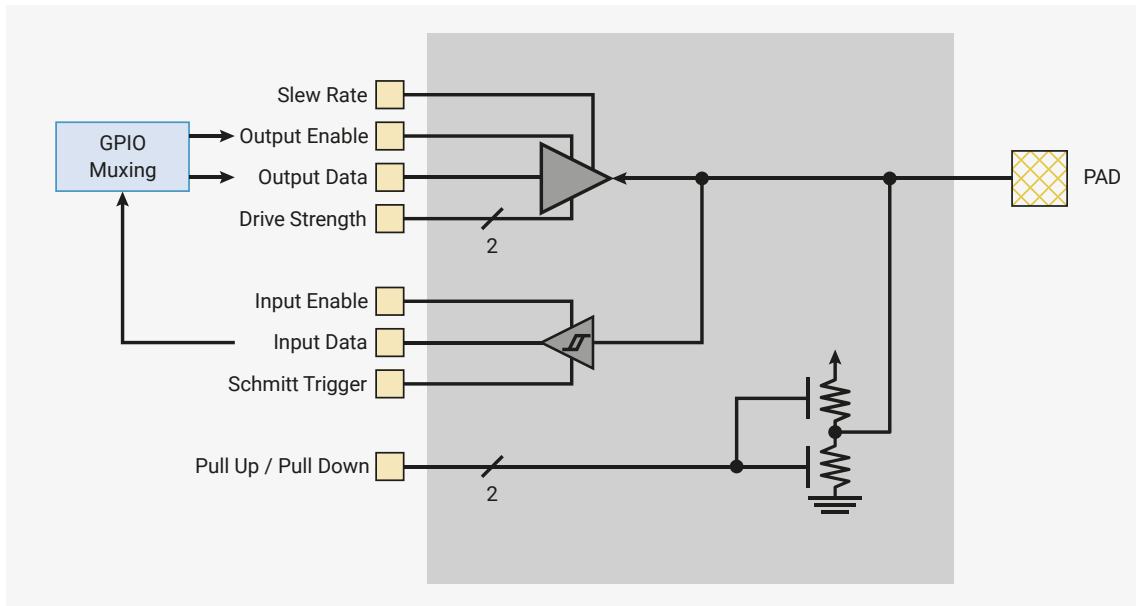 Slew Rate
GPIO
Muxing
Output Enable
Output Data
PAD
Drive Strength
2
Input Enable
Input Data
Schmitt Trigger
Pull Up / Pull Down
2